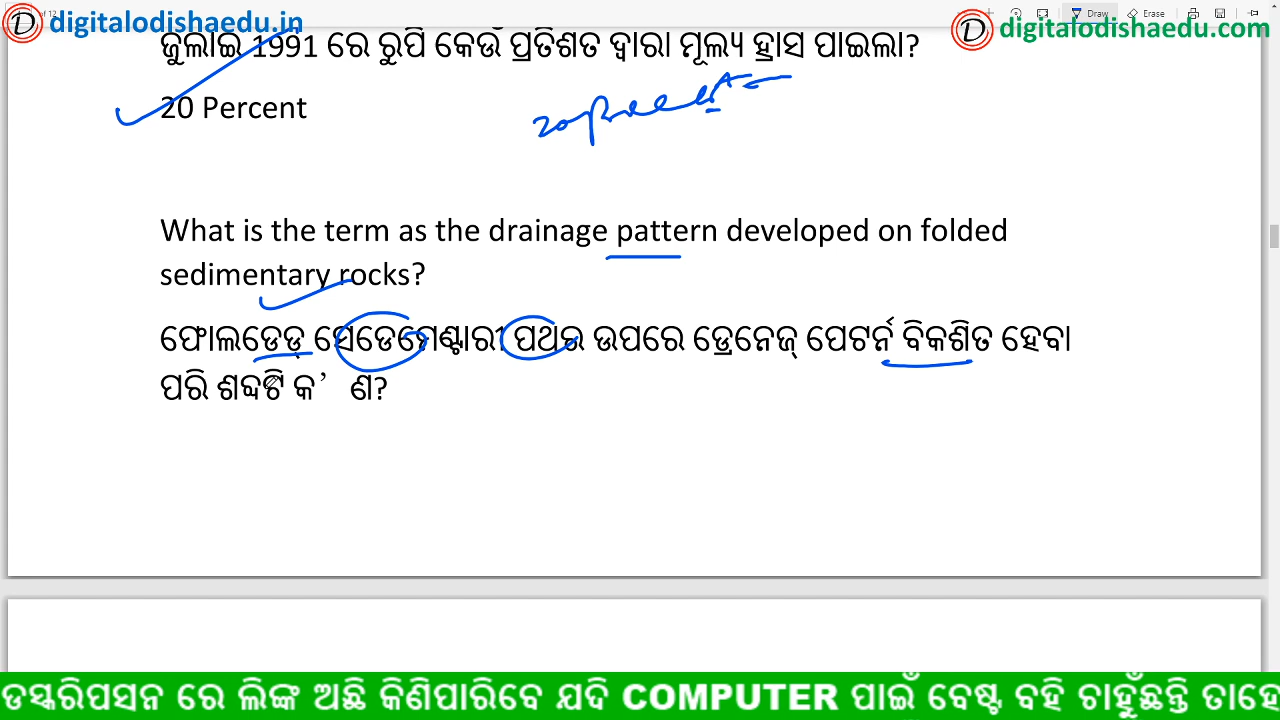 digitalodishaedu.in
digitalodishaedu.com
Draw
Erase
ଜୁଲାଇ 1991 ରେ ରୁପି କେଉଁ ପ୍ରତିଶତ ଦ୍ୱାରା ମୂଲ୍ୟ ହ୍ରାସ ପାଇଲା?
20 Percent
What is the term as the drainage pattern developed on folded
sedimentary rocks?
ଫୋଲଡେଡ୍ ସେଡେମେଣ୍ଟାରୀ ପଥର ଉପରେ ଡ୍ରେନେଜ୍ ପେଟର୍ନ ବିକଶିତ ହେବା
ପରି ଶବ୍ଦଟି କ’ ଣ?
ଡସ୍କରିପସନ ରେ ଲିଙ୍କ ଅଛି କିଣିପାରିବେ ଯଦି COMPUTER ପାଇଁ ବେଷ୍ଟ ବହି ଚାହୁଁଛନ୍ତି ତାହେ